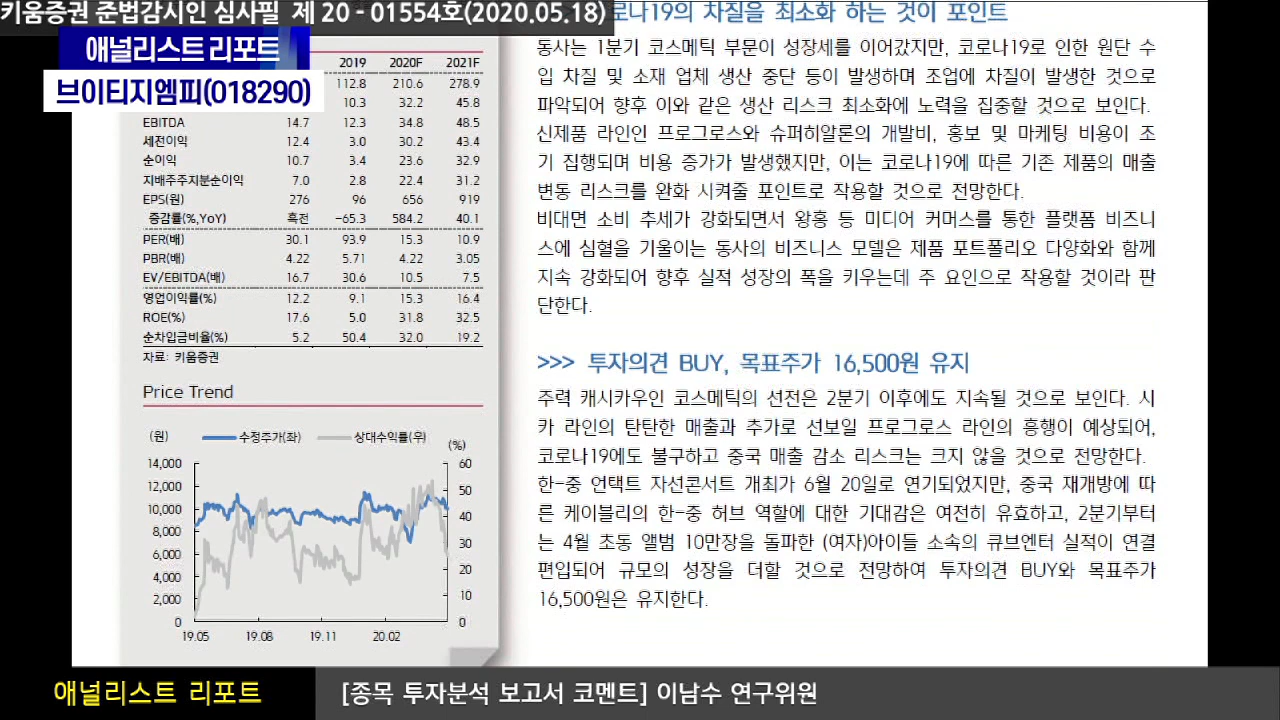 키움증권 준법감시인 심사필 제 20 - 01554호(2020.05.18)
애널리스트 리포트
브이티지엠피(018290)
2019 2020F 2021F
112.8 210.6 278.9
10.3 32.2 45.8
EBITDA 14.7 12.3 34.8 48.5
세전이익 12.4 3.0 30.2 43.4
순이익 10.7 3.4 23.6 32.9
지배주주지분순이익 7.0 2.8 22.4 31.2
EPS(원) 276 96 656 919
증감률(%,YoY) 흑전 -65.3 584.2 40.1
PER(배) 30.1 93.9 15.3 10.9
PBR(배) 4.22 5.71 4.22 3.05
EV/EBITDA(배) 16.7 30.6 10.5 7.5
영업이익률(%) 12.2 9.1 15.3 16.4
ROE(%) 17.6 5.0 31.8 32.5
순차입금비율(%) 5.2 50.4 32.0 19.2
자료: 키움증권
Price Trend
(원) 수정주가(좌) 상대수익률(우) (%)
14,000 60
12,000 50
10,000 40
8,000
6,000 30
4,000 20
2,000 10
0 0
19.05 19.08 19.11 20.02
로나19의 차질을 최소화 하는 것이 포인트
동사는 1분기 코스메틱 부문이 성장세를 이어갔지만, 코로나19로 인한 원단 수
입 차질 및 소재 업체 생산 중단 등이 발생하며 조업에 차질이 발생한 것으로
파악되어 향후 이와 같은 생산 리스크 최소화에 노력을 집중할 것으로 보인다.
신제품 라인인 프로그로스와 슈퍼히알론의 개발비, 홍보 및 마케팅 비용이 조
기 집행되며 비용 증가가 발생했지만, 이는 코로나19에 따른 기존 제품의 매출
변동 리스크를 완화 시켜줄 포인트로 작용할 것으로 전망한다.
비대면 소비 추세가 강화되면서 왕홍 등 미디어 커머스를 통한 플랫폼 비즈니
스에 심혈을 기울이는 동사의 비즈니스 모델은 제품 포트폴리오 다양화와 함께
지속 강화되어 향후 실적 성장의 폭을 키우는데 주 요인으로 작용할 것이라 판
단한다.
>>> 투자의견 BUY, 목표주가 16,500원 유지
주력 캐시카우인 코스메틱의 선전은 2분기 이후에도 지속될 것으로 보인다. 시
카 라인의 탄탄한 매출과 추가로 선보일 프로그로스 라인의 흥행이 예상되어,
코로나19에도 불구하고 중국 매출 감소 리스크는 크지 않을 것으로 전망한다.
한-중 언택트 자선콘서트 개최가 6월 20일로 연기되었지만, 중국 재개방에 따
른 케이블리의 한-중 허브 역할에 대한 기대감은 여전히 유효하고, 2분기부터
는 4월 초동 앨범 10만장을 돌파한 (여자)아이들 소속의 큐브엔터 실적이 연결
편입되어 규모의 성장을 더할 것으로 전망하여 투자의견 BUY와 목표주가
16,500원은 유지한다.
애널리스트 리포트
[종목 투자분석 보고서 코멘트] 이남수 연구위원